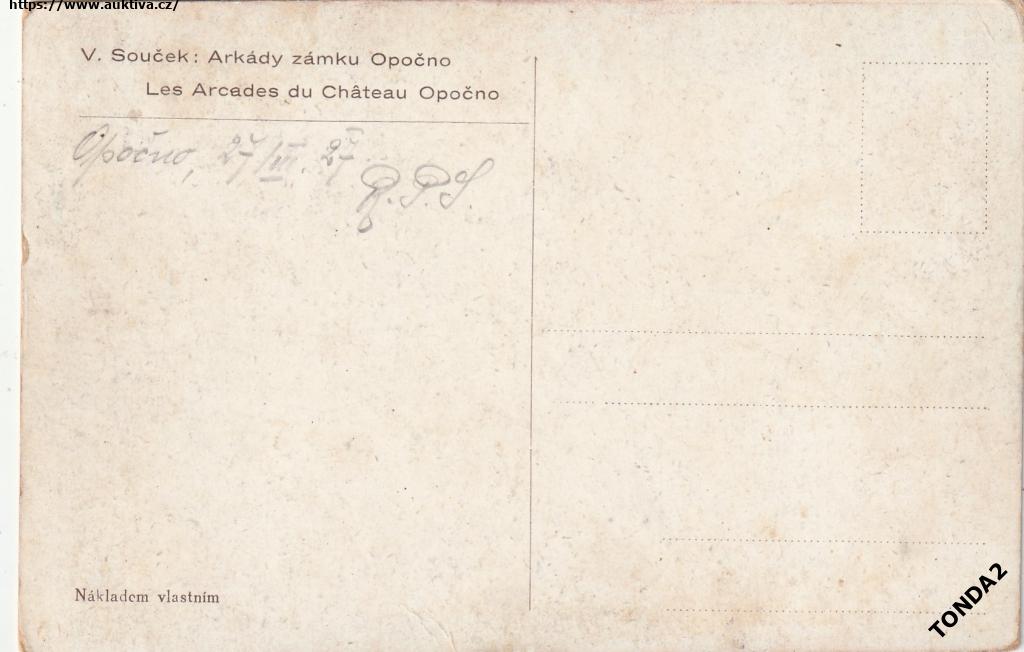 https://www.auktiva.cz/
V. Souček: Arkády zámku Opočno
Les Arcades du Château Opočno
Opočno, 27/VI. 27
R.P.S.
Nákladem vlastním
TONDA2